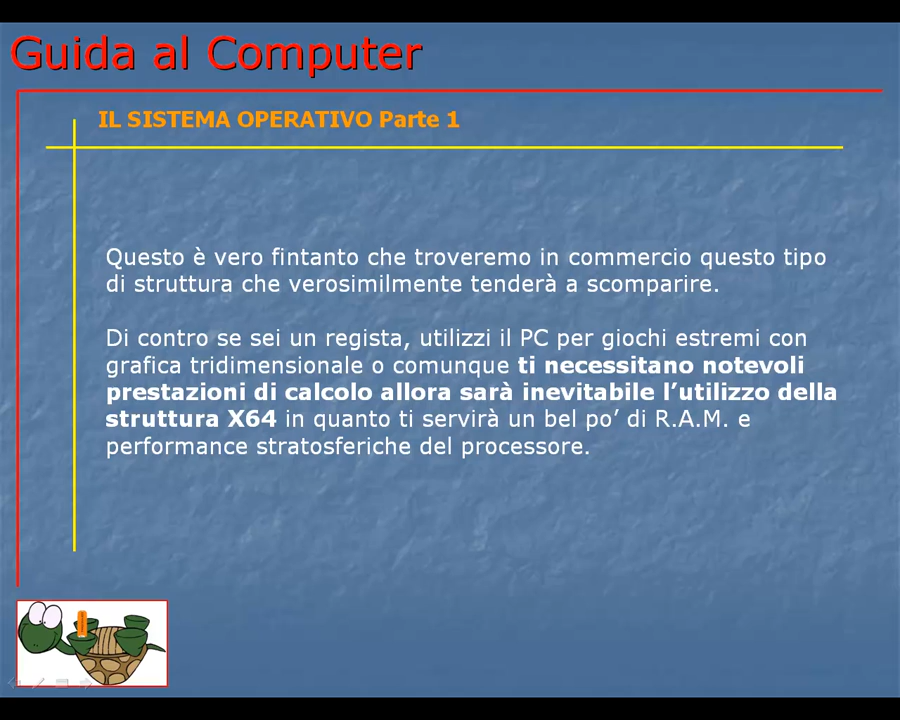 Guida al Computer
IL SISTEMA OPERATIVO Parte 1
Questo è vero fintanto che troveremo in commercio questo tipo
di struttura che verosimilmente tenderà a scomparire.
Di contro se sei un regista, utilizzi il PC per giochi estremi con
grafica tridimensionale o comunque ti necessitano notevoli
prestazioni di calcolo allora sarà inevitabile l’utilizzo della
struttura X64 in quanto ti servirà un bel po’ di R.A.M. e
performance stratosferiche del processore.